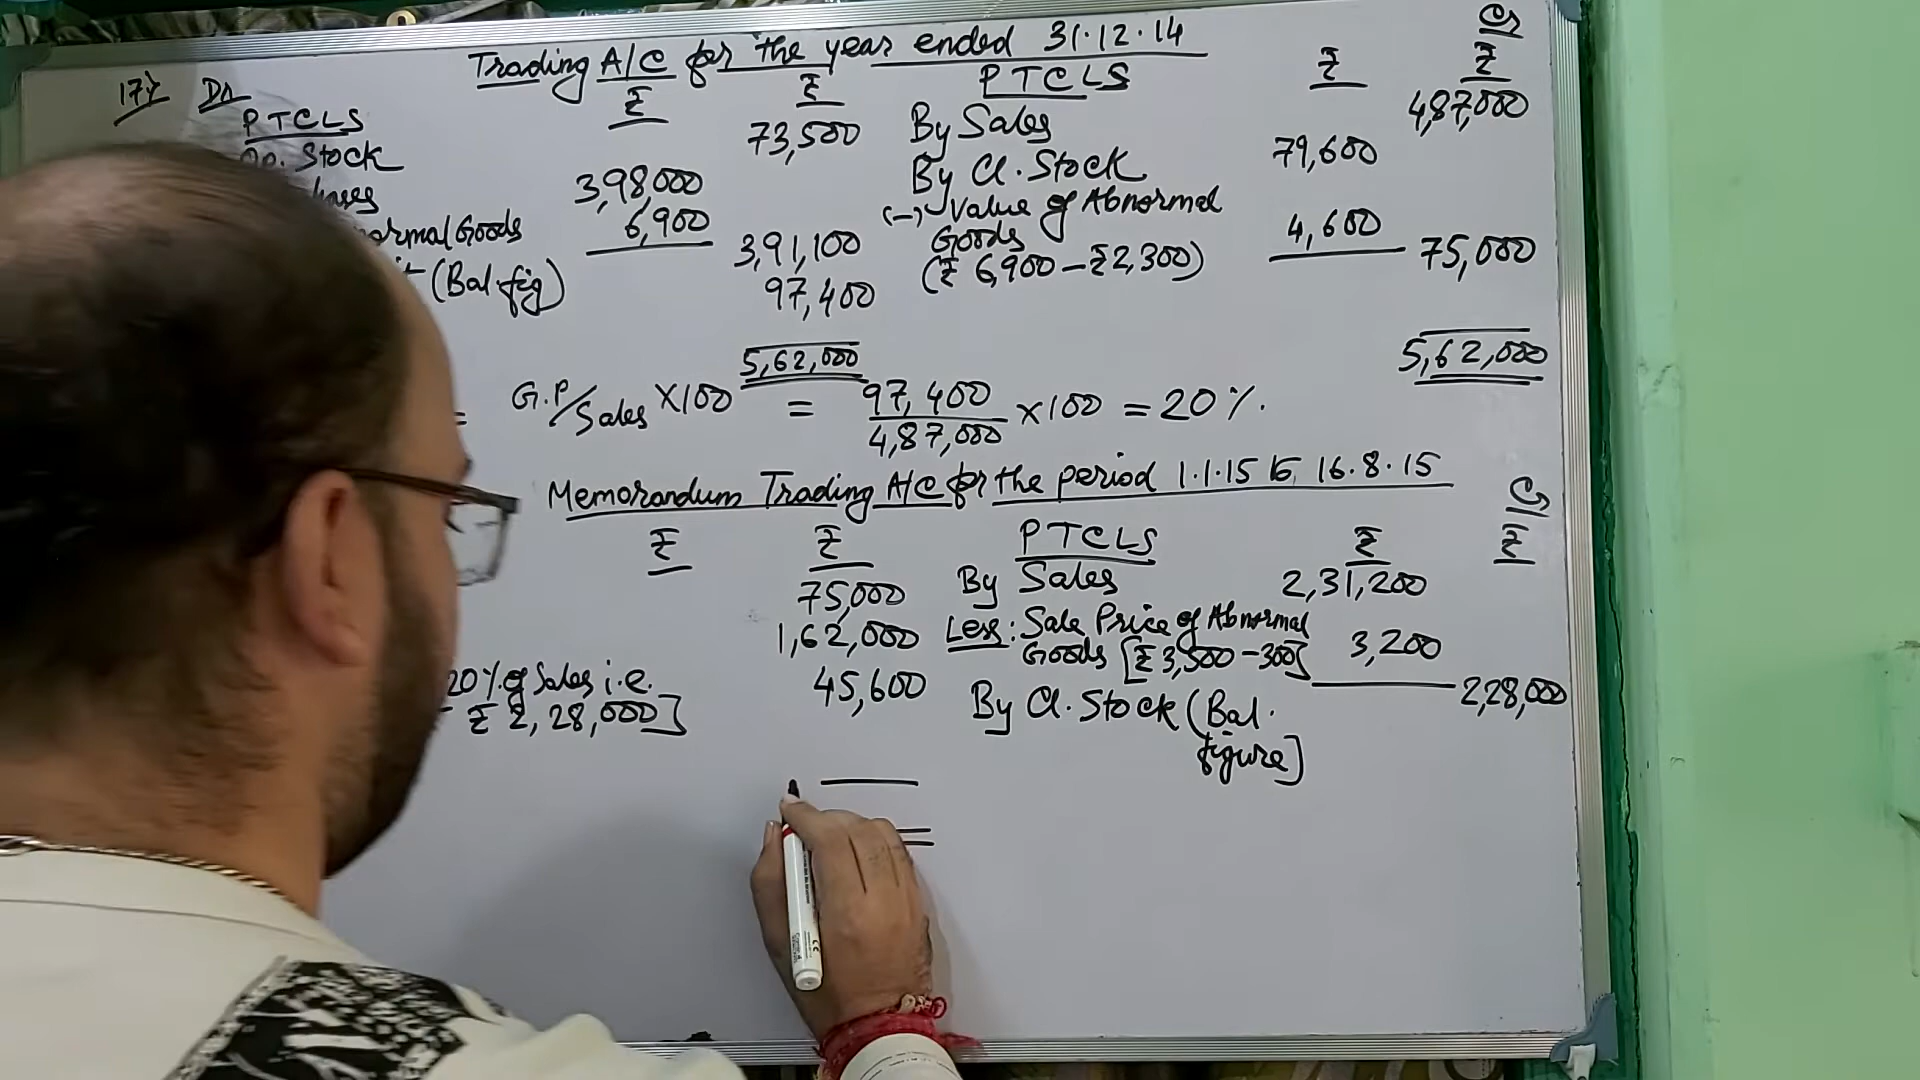 Trading A/C for the year ended 31.12.14
Cr
17) Dr
PTCLS ₹ ₹ PTCLS ₹ ₹
Op. Stock 73,500 By Sales 4,87,000
3,98,000 By Cl. Stock 79,600
6,900 (-) Value of Abnormal
ormal Goods 3,91,100 Goods 4,600 75,000
(Bal. fig) 97,400 (₹ 6,900 - ₹ 2,300)
5,62,000 5,62,000
= G.P/Sales × 100 = 97,400/4,87,000 × 100 = 20%.
Memorandum Trading A/C for the period 1.1.15 to 16.8.15
Cr
₹ ₹ PTCLS ₹ ₹
75,000 By Sales 2,31,200
1,62,000 Less: Sale Price of Abnormal
Goods [₹ 3,500 - 300] 3,200
20% of Sales i.e. 45,600 2,28,000
₹ 2,28,000] By Cl. Stock (Bal.
figure]